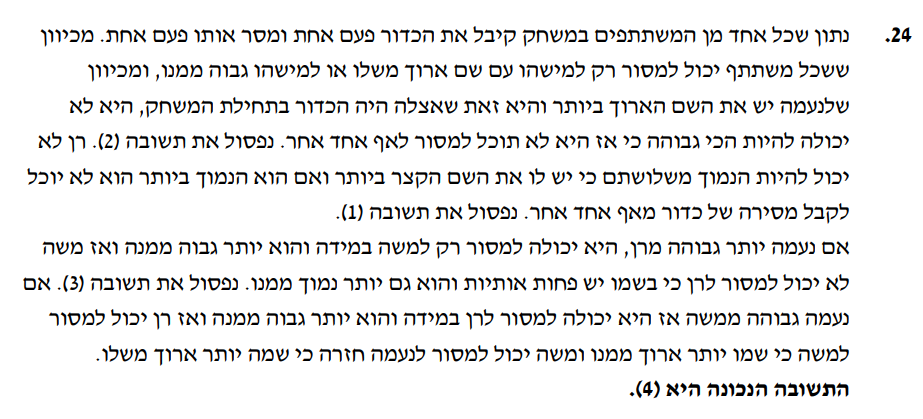 24. נתון שכל אחד מן המשתתפים במשחק קיבל את הכדור פעם אחת ומסר אותו פעם אחת. מכיוון
ששכל משתתף יכול למסור רק למישהו עם שם ארוך משלו או למישהו גבוה ממנו, ומכיוון
שלנעמה יש את השם הארוך ביותר והיא זאת שאצלה היה הכדור בתחילת המשחק, היא לא
יכולה להיות הכי גבוהה כי אז היא לא תוכל למסור לאף אחד אחר. נפסול את תשובה (2). רן לא
יכול להיות הנמוך משלושתם כי יש לו את השם הקצר ביותר ואם הוא הנמוך ביותר הוא לא יוכל
לקבל מסירה של כדור מאף אחד אחר. נפסול את תשובה (1).
אם נעמה יותר גבוהה מרן, היא יכולה למסור רק למשה במידה והוא יותר גבוה ממנה ואז משה
לא יכול למסור לרן כי בשמו יש פחות אותיות והוא גם יותר נמוך ממנו. נפסול את תשובה (3). אם
נעמה גבוהה ממשה אז היא יכולה למסור לרן במידה והוא יותר גבוה ממנה ואז רן יכול למסור
למשה כי שמו יותר ארוך ממנו ומשה יכול למסור לנעמה חזרה כי שמה יותר ארוך משלו.
התשובה הנכונה היא (4).